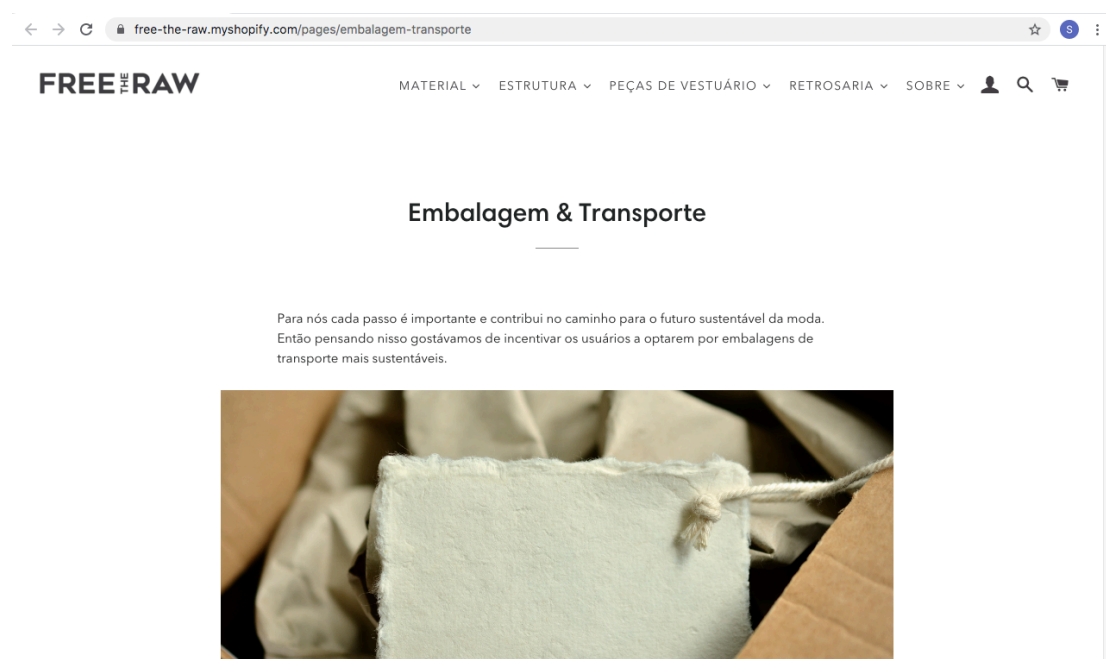 free-the-raw.myshopify.com/pages/embalagem-transporte
S
FREE THE RAW
MATERIAL
ESTRUTURA
PEÇAS DE VESTUÁRIO
RETROSARIA
SOBRE
Embalagem & Transporte
Para nós cada passo é importante e contribui no caminho para o futuro sustentável da moda.
Então pensando nisso gostávamos de incentivar os usuários a optarem por embalagens de
transporte mais sustentáveis.